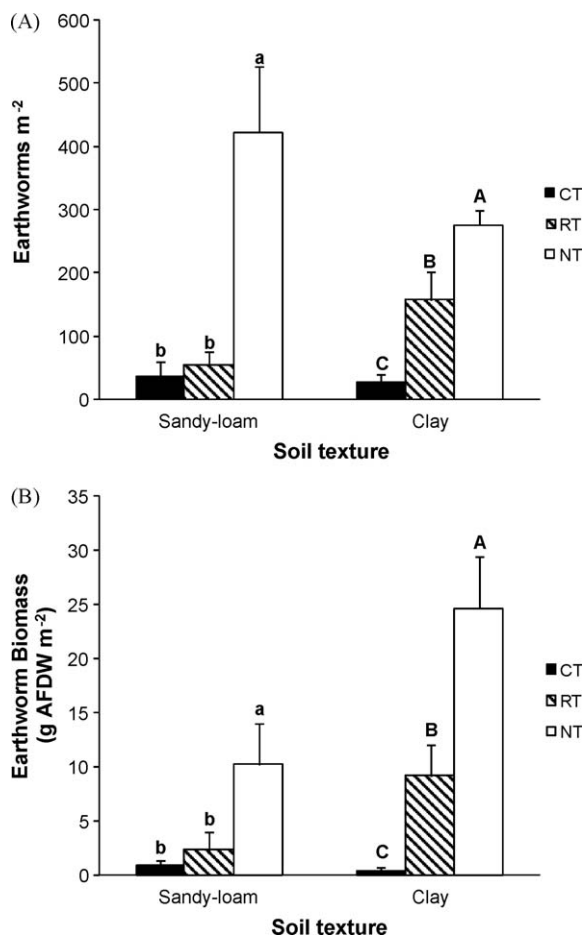 (A)
600
500
400
300
200
100
0
Earthworms m⁻²
a
b b
A
B
C
CT
RT
NT
Sandy-loam Clay
Soil texture
(B)
35
30
25
20
15
10
5
0
Earthworm Biomass
(g AFDW m⁻²)
a
b b
A
B
C
CT
RT
NT
Sandy-loam Clay
Soil texture